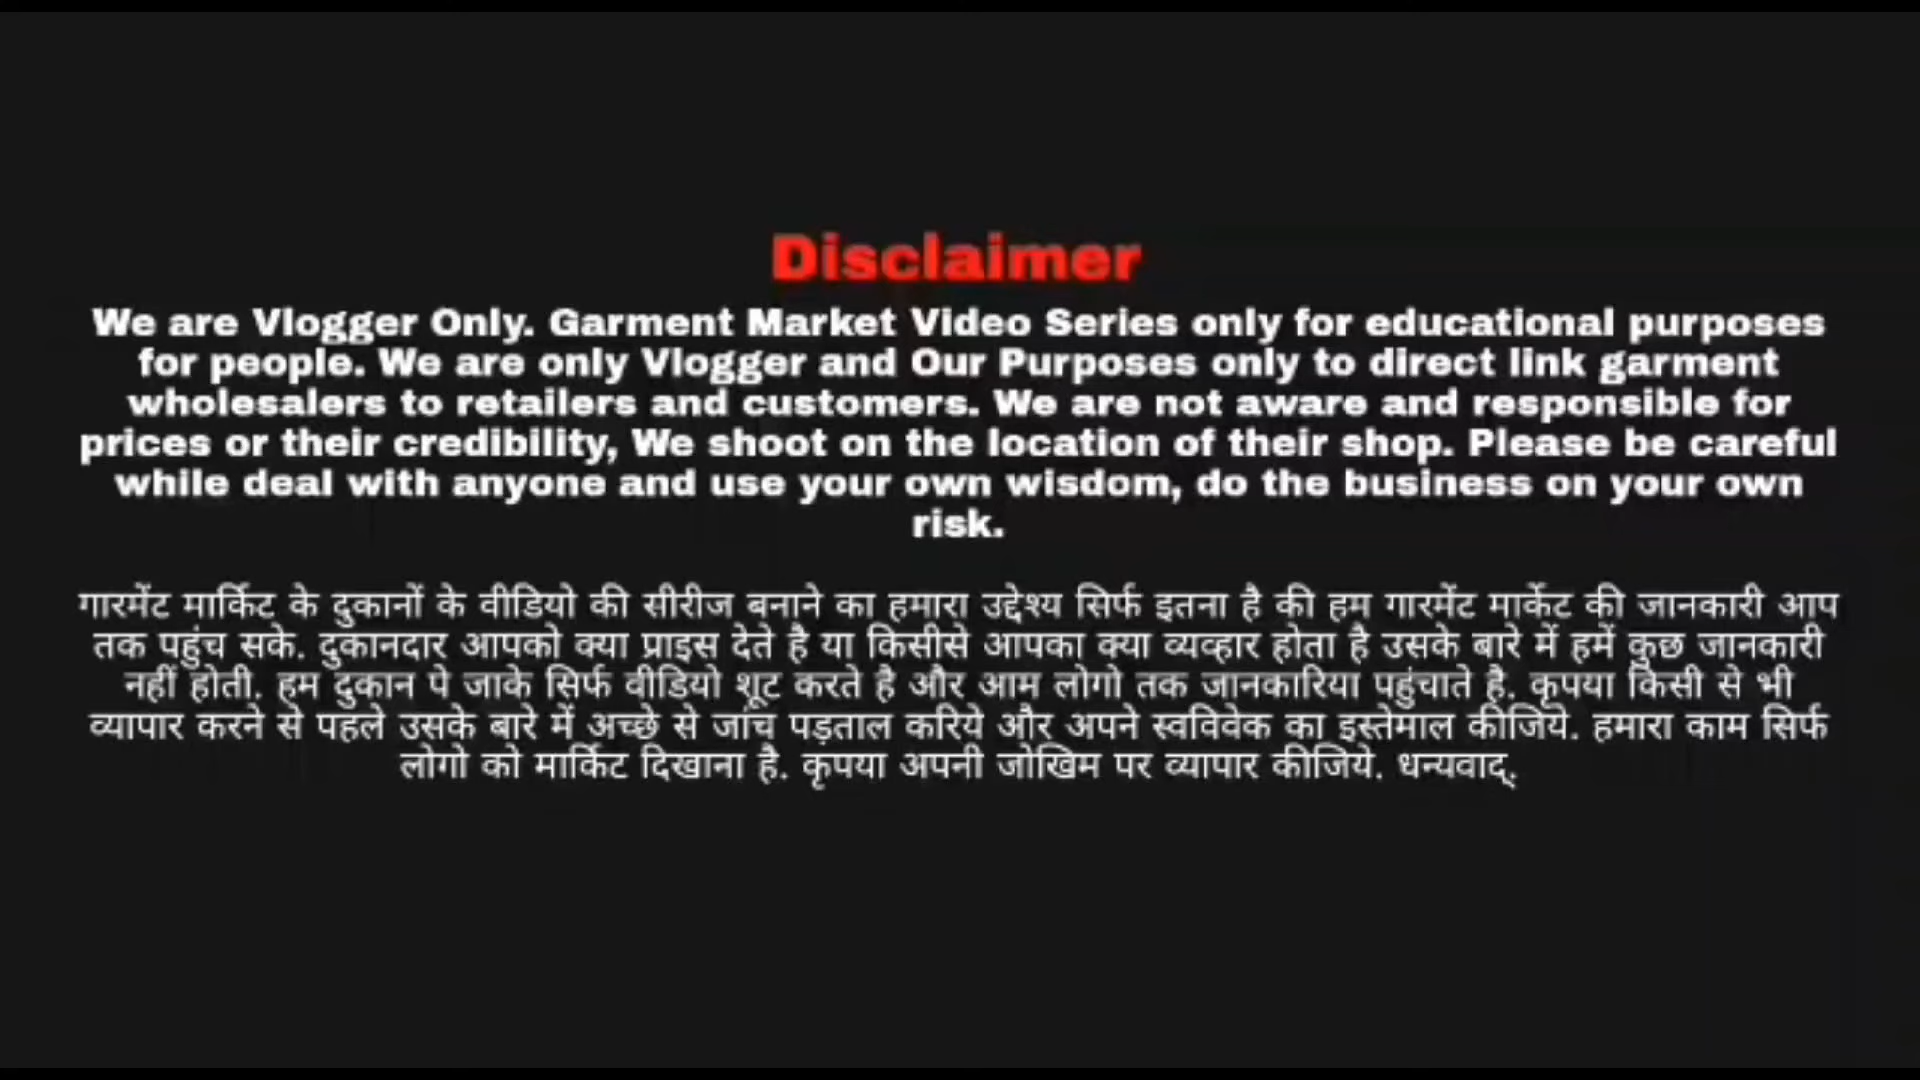 Disclaimer
We are Vlogger Only. Garment Market Video Series only for educational purposes
for people. We are only Vlogger and Our Purposes only to direct link garment
wholesalers to retailers and customers. We are not aware and responsible for
prices or their credibility, We shoot on the location of their shop. Please be careful
while deal with anyone and use your own wisdom, do the business on your own
risk.
गारमेंट मार्किट के दुकानों के वीडियो की सीरीज बनाने का हमारा उद्देश्य सिर्फ इतना है की हम गारमेंट मार्केट की जानकारी आप
तक पहुंच सके. दुकानदार आपको क्या प्राइस देते है या किसीसे आपका क्या व्यव्हार होता है उसके बारे में हमें कुछ जानकारी
नहीं होती. हम दुकान पे जाके सिर्फ वीडियो शूट करते है और आम लोगो तक जानकारिया पहुंचाते है. कृपया किसी से भी
व्यापार करने से पहले उसके बारे में अच्छे से जांच पड़ताल करिये और अपने स्वविवेक का इस्तेमाल कीजिये. हमारा काम सिर्फ
लोगो को मार्किट दिखाना है. कृपया अपनी जोखिम पर व्यापार कीजिये. धन्यवाद्.